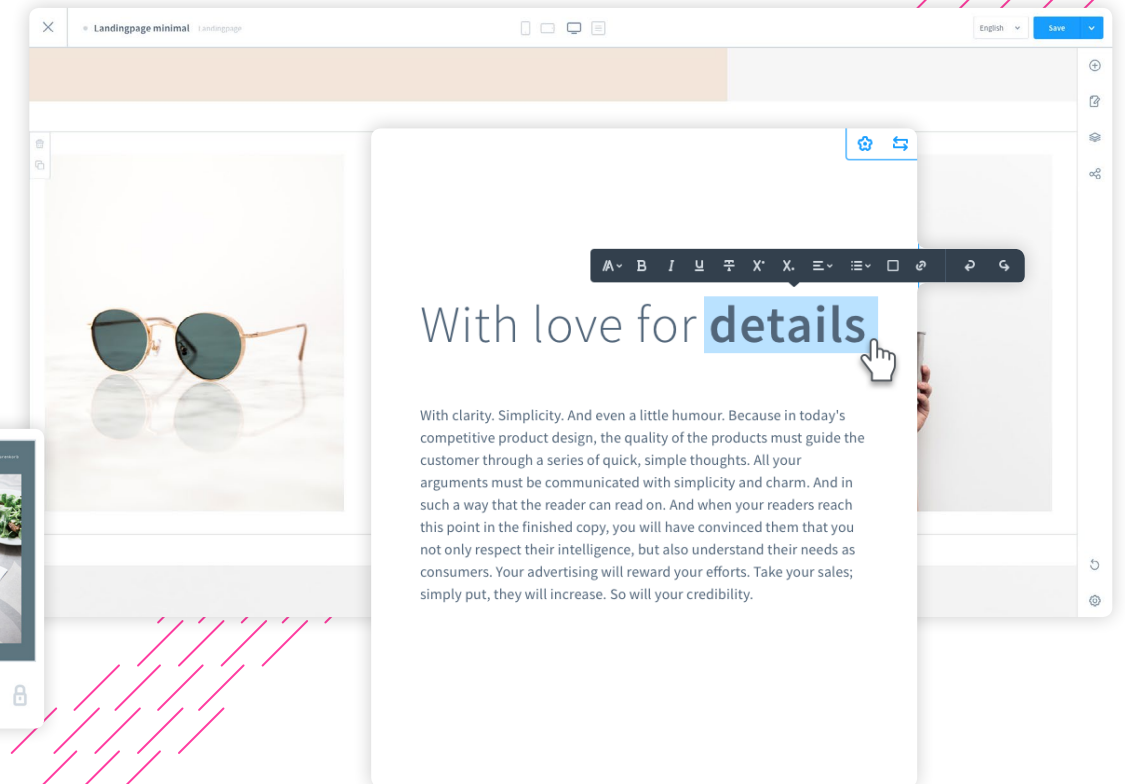 Landingpage minimal Landingpage
English
Save
With love for details
With clarity. Simplicity. And even a little humour. Because in today's
competitive product design, the quality of the products must guide the
customer through a series of quick, simple thoughts. All your
arguments must be communicated with simplicity and charm. And in
such a way that the reader can read on. And when your readers reach
this point in the finished copy, you will have convinced them that you
not only respect their intelligence, but also understand their needs as
consumers. Your advertising will reward your efforts. Take your sales;
simply put, they will increase. So will your credibility.